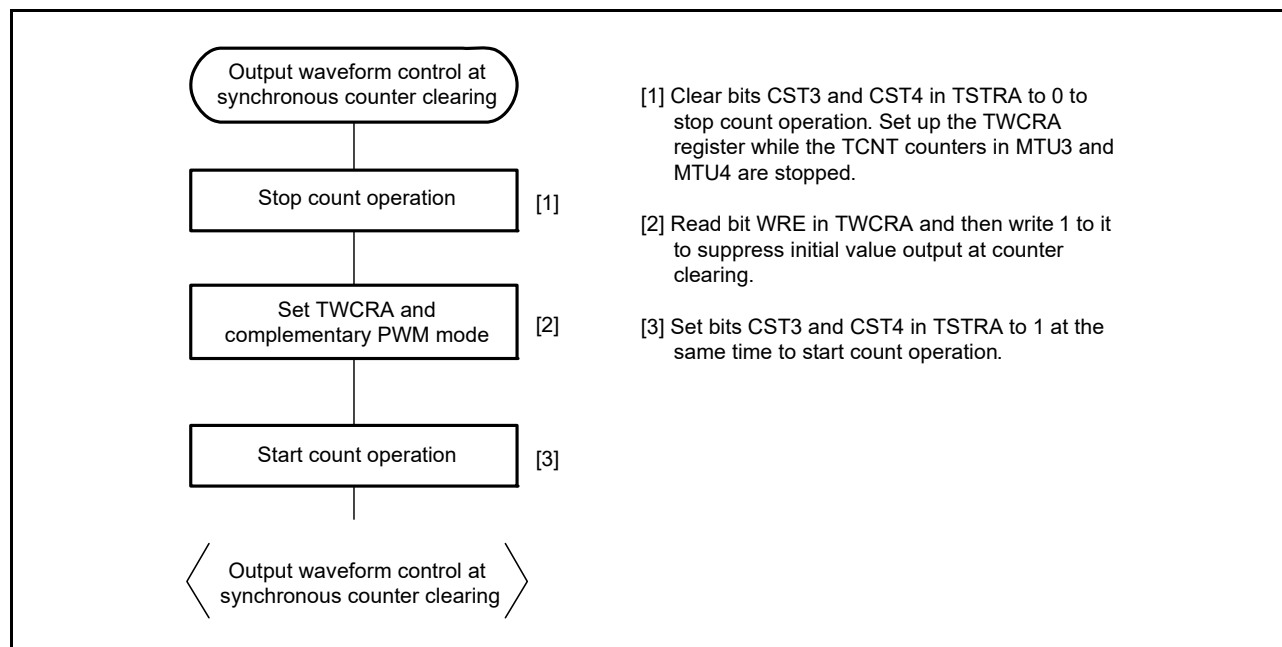 Output waveform control at
synchronous counter clearing
Stop count operation
[1]
Set TWCRA and
complementary PWM mode
[2]
Start count operation
[3]
Output waveform control at
synchronous counter clearing
[1] Clear bits CST3 and CST4 in TSTRA to 0 to
stop count operation. Set up the TWCRA
register while the TCNT counters in MTU3 and
MTU4 are stopped.
[2] Read bit WRE in TWCRA and then write 1 to it
to suppress initial value output at counter
clearing.
[3] Set bits CST3 and CST4 in TSTRA to 1 at the
same time to start count operation.